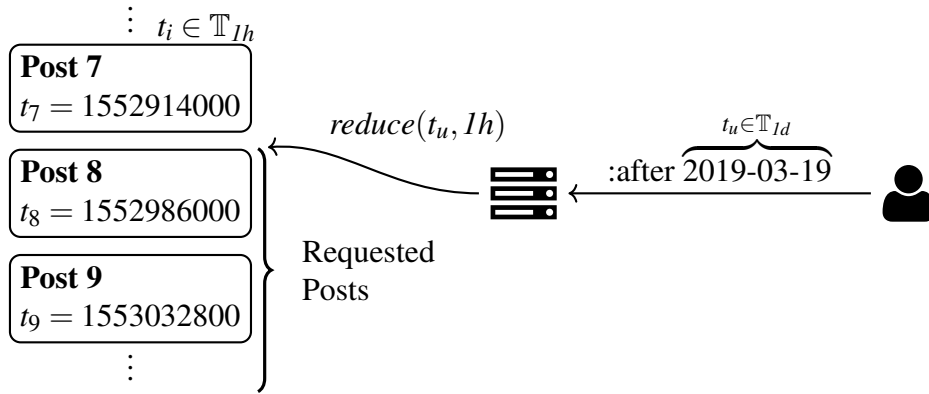 ⋮ tᵢ ∈ 𝕋₁ₕ
Post 7
t₇ = 1552914000
Post 8
t₈ = 1552986000
Post 9
t₉ = 1553032800
⋮
reduce(tᵤ, 1h)
Requested
Posts
tᵤ∈𝕋_1d
:after 2019-03-19